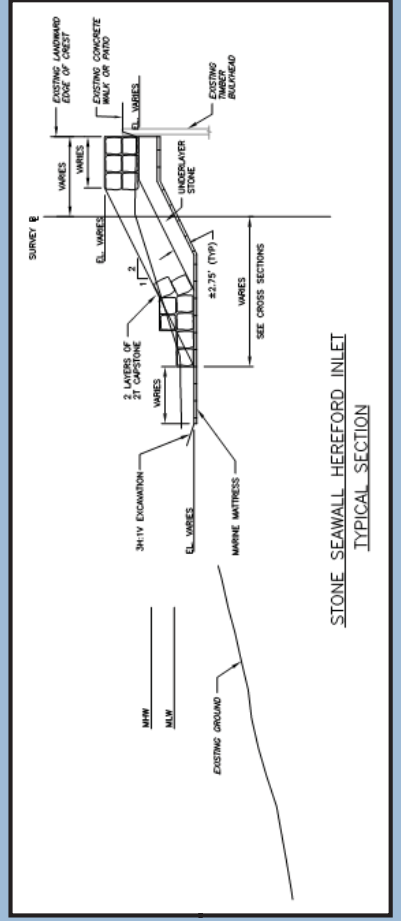 EXISTING LANDWARD
EDGE OF CREST
EXISTING CONCRETE
WALK OR PATIO
SURVEY ℄
VARIES
VARIES
EL. VARIES
EL. VARIES
2
1
2 LAYERS OF
2T CAPSTONE
UNDERLAYER
STONE
EXISTING
TIMBER
BULKHEAD
±2.75' (TYP)
VARIES
VARIES
SEE CROSS SECTIONS
3H:1V EXCAVATION
EL. VARIES
MARINE MATTRESS
MHW
MLW
EXISTING GROUND
STONE SEAWALL HEREFORD INLET
TYPICAL SECTION